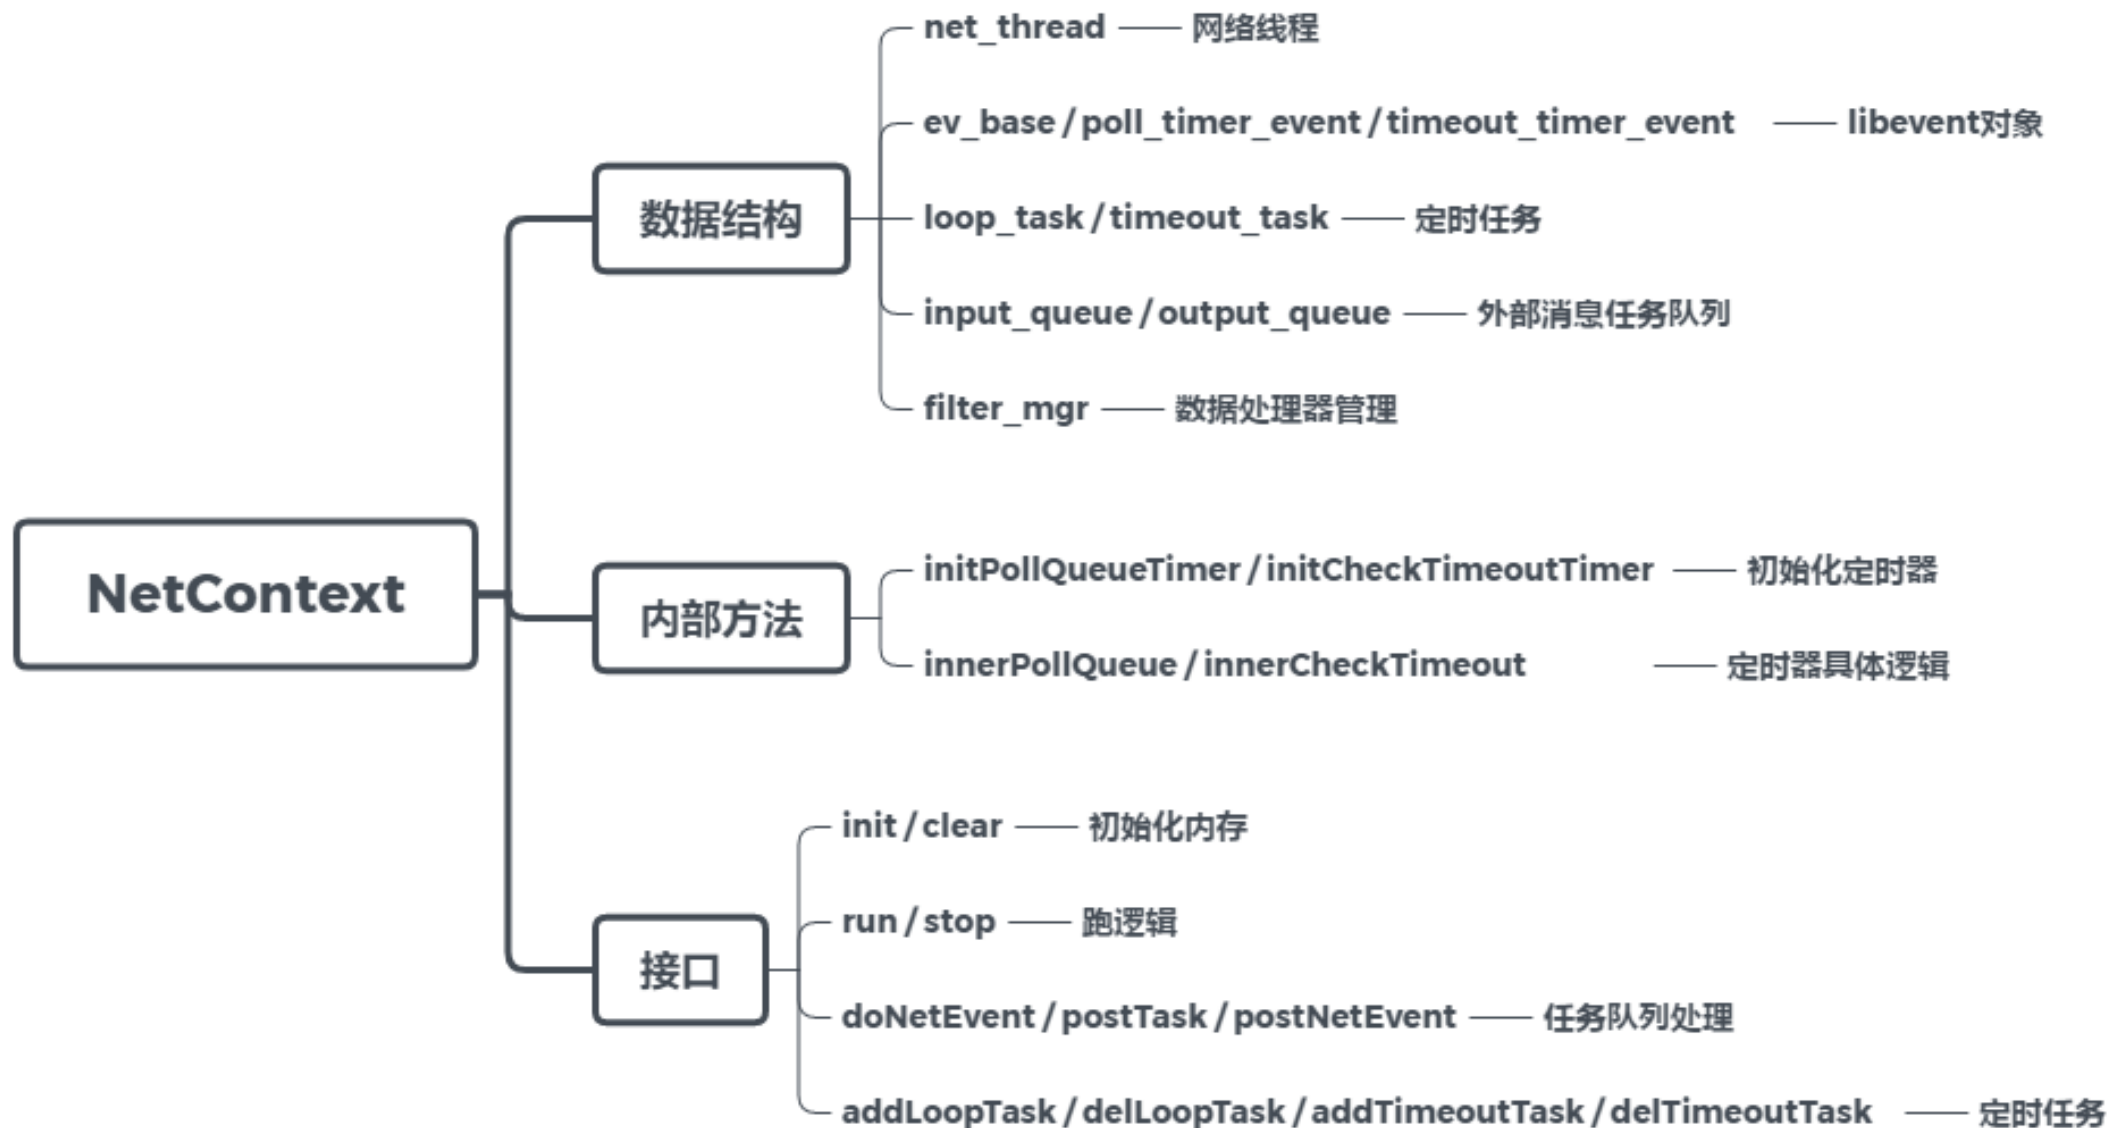 NetContext
数据结构
net_thread 网络线程
ev_base / poll_timer_event / timeout_timer_event libevent对象
loop_task / timeout_task 定时任务
input_queue / output_queue 外部消息任务队列
filter_mgr 数据处理器管理
内部方法
initPollQueueTimer / initCheckTimeoutTimer 初始化定时器
innerPollQueue / innerCheckTimeout 定时器具体逻辑
接口
init / clear 初始化内存
run / stop 跑逻辑
doNetEvent / postTask / postNetEvent 任务队列处理
addLoopTask / delLoopTask / addTimeoutTask / delTimeoutTask 定时任务